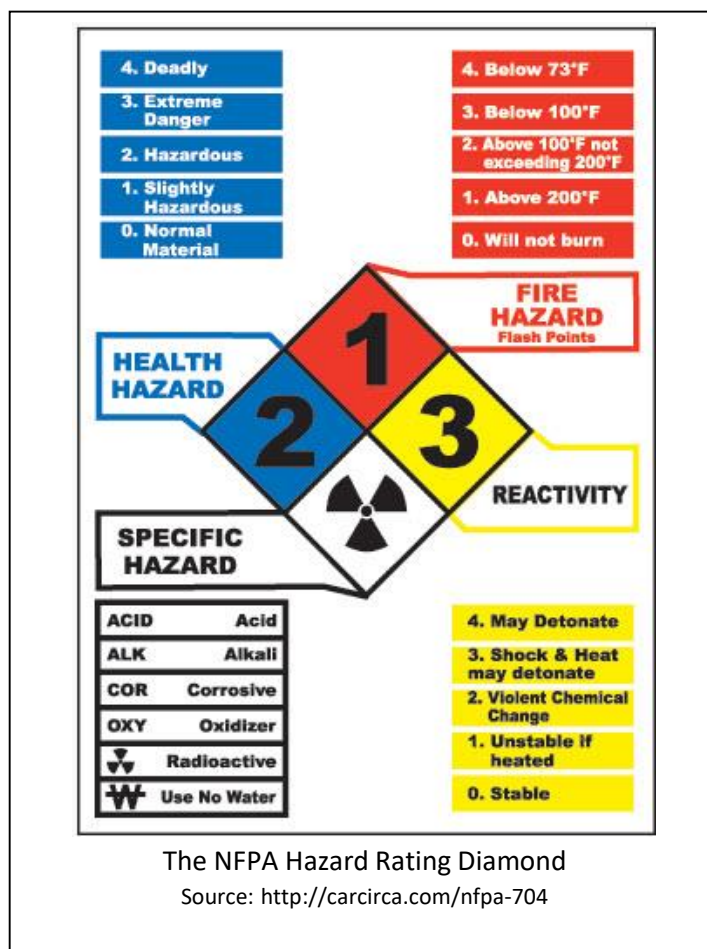 4. Deadly
3. Extreme
Danger
2. Hazardous
1. Slightly
Hazardous
0. Normal
Material
4. Below 73°F
3. Below 100°F
2. Above 100°F not
exceeding 200°F
1. Above 200°F
0. Will not burn
FIRE
HAZARD
Flash Points
HEALTH
HAZARD
1
2
3
REACTIVITY
SPECIFIC
HAZARD
ACID Acid
ALK Alkali
COR Corrosive
OXY Oxidizer
Radioactive
W Use No Water
4. May Detonate
3. Shock & Heat
may detonate
2. Violent Chemical
Change
1. Unstable if
heated
0. Stable
The NFPA Hazard Rating Diamond
Source: http://carcirca.com/nfpa-704